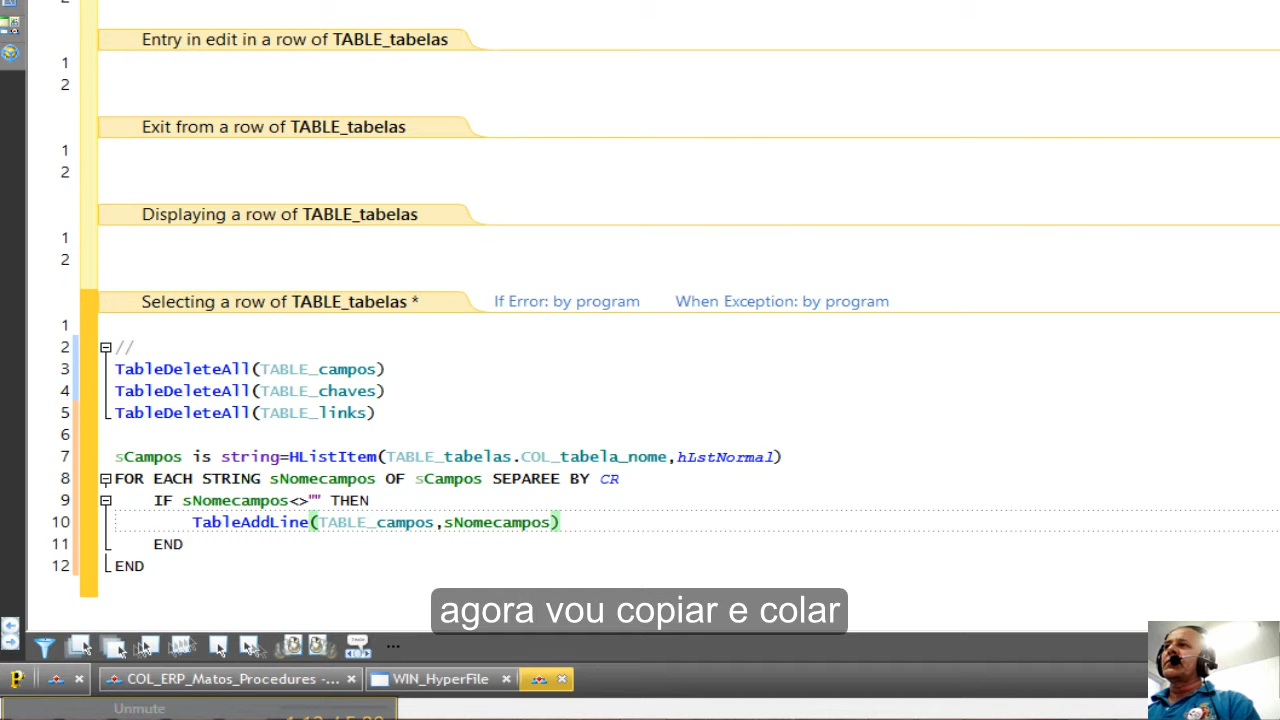 2
Entry in edit in a row of TABLE_tabelas
1
2
Exit from a row of TABLE_tabelas
1
2
Displaying a row of TABLE_tabelas
1
2
Selecting a row of TABLE_tabelas * If Error: by program When Exception: by program
1
2 //
3 TableDeleteAll(TABLE_campos)
4 TableDeleteAll(TABLE_chaves)
5 TableDeleteAll(TABLE_links)
6
7 sCampos is string=HListItem(TABLE_tabelas.COL_tabela_nome,hLstNormal)
8 FOR EACH STRING sNomecampos OF sCampos SEPAREE BY CR
9 IF sNomecampos<>"" THEN
10 TableAddLine(TABLE_campos,sNomecampos)
11 END
12 END
agora vou copiar e colar
COL_ERP_Matos_Procedures -... WIN_HyperFile
Unmute